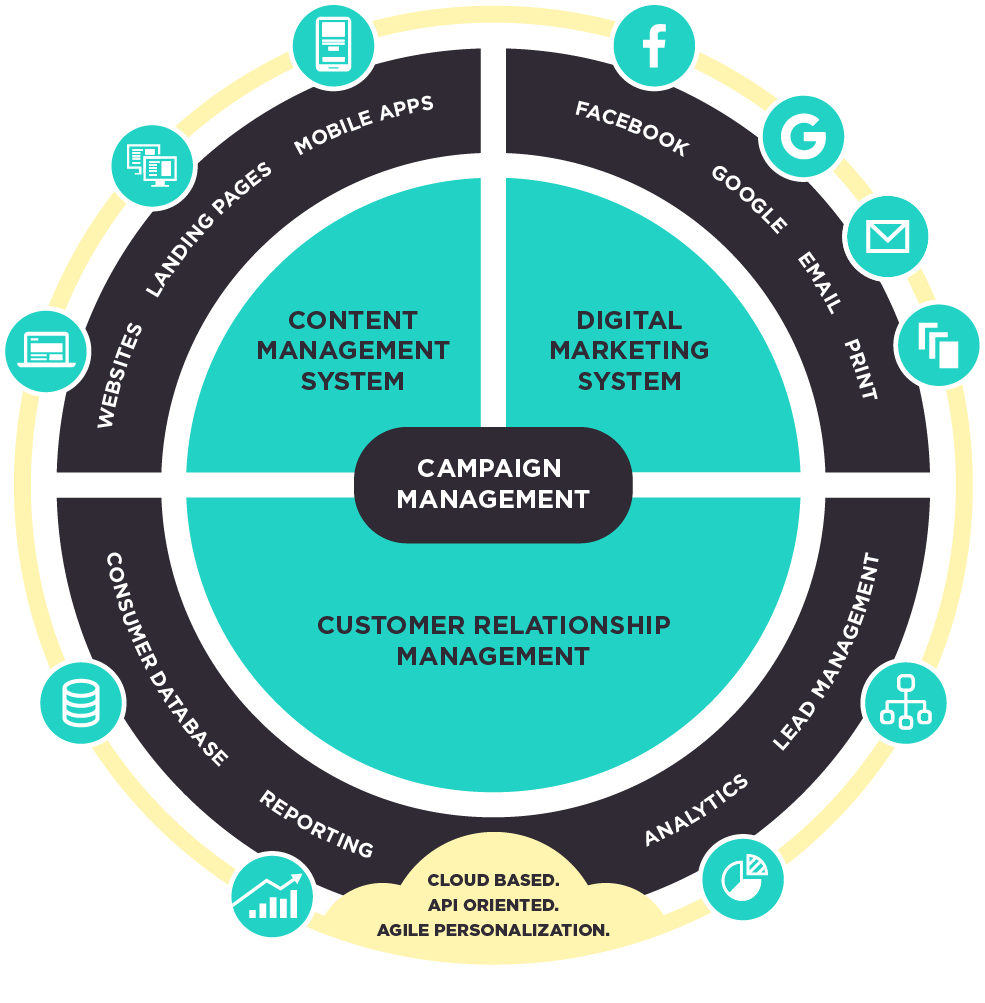 MOBILE APPS
LANDING PAGES
WEBSITES
FACEBOOK
GOOGLE
EMAIL
PRINT
CONTENT
MANAGEMENT
SYSTEM
DIGITAL
MARKETING
SYSTEM
CAMPAIGN
MANAGEMENT
CUSTOMER RELATIONSHIP
MANAGEMENT
CONSUMER DATABASE
REPORTING
ANALYTICS
LEAD MANAGEMENT
CLOUD BASED.
API ORIENTED.
AGILE PERSONALIZATION.